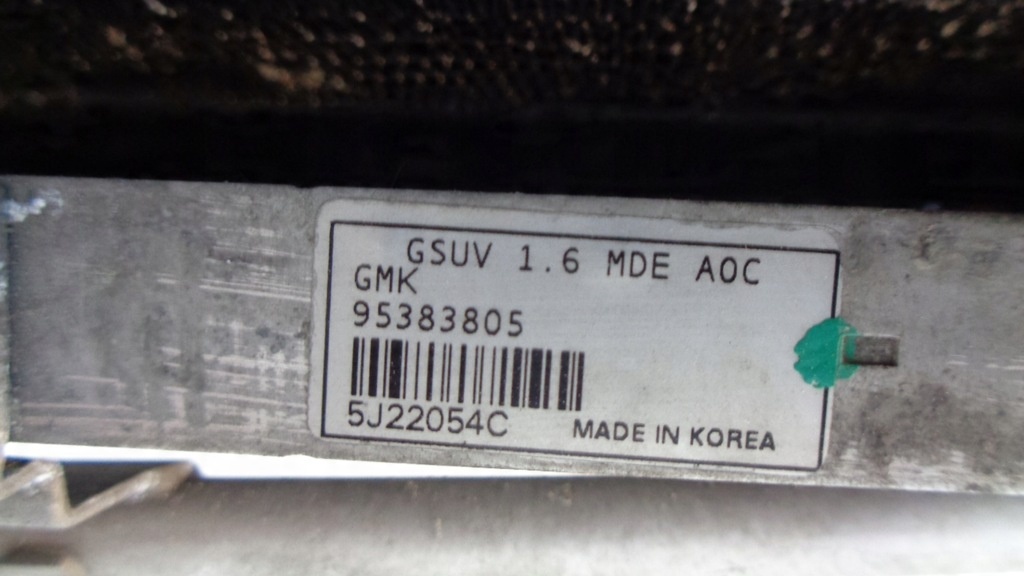 GSUV 1.6 MDE AOC
GMK
95383805
5J22054C
MADE IN KOREA